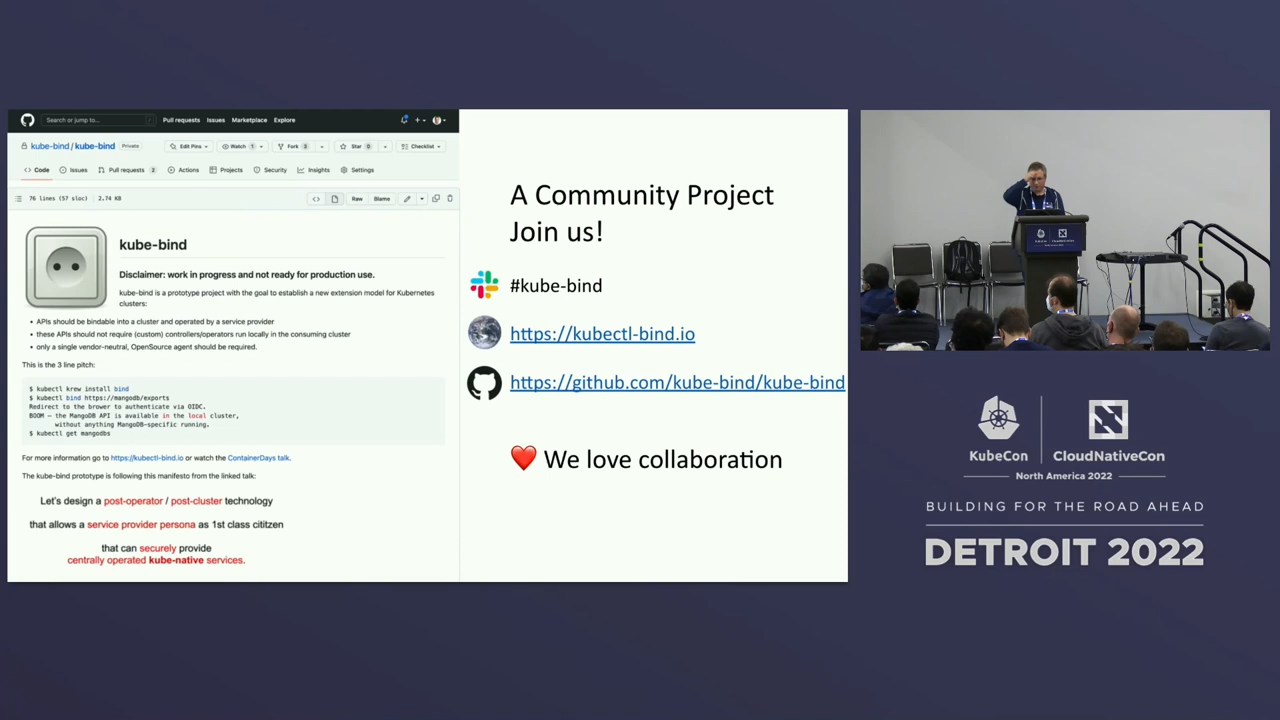 Search or jump to...
/
Pull requests
Issues
Marketplace
Explore
kube-bind / kube-bind
Private
Edit Pins
Watch 1
Fork 3
Star 0
Checklist
Code
Issues
Pull requests 2
Actions
Projects
Security
Insights
Settings
76 lines (57 sloc) | 2.74 KB
Raw
Blame
kube-bind
Disclaimer: work in progress and not ready for production use.
kube-bind is a prototype project with the goal to establish a new extension model for Kubernetes
clusters:
• APIs should be bindable into a cluster and operated by a service provider
• these APIs should not require (custom) controllers/operators run locally in the consuming cluster
• only a single vendor-neutral, OpenSource agent should be required.
This is the 3 line pitch:
$ kubectl krew install bind
$ kubectl bind https://mangodb/exports
Redirect to the brower to authenticate via OIDC.
BOOM – the MangoDB API is available in the local cluster,
without anything MangoDB-specific running.
$ kubectl get mangodbs
For more information go to https://kubectl-bind.io or watch the ContainerDays talk.
The kube-bind prototype is following this manifesto from the linked talk:
Let's design a post-operator / post-cluster technology
that allows a service provider persona as 1st class cititzen
that can securely provide
centrally operated kube-native services.
A Community Project
Join us!
#kube-bind
https://kubectl-bind.io
https://github.com/kube-bind/kube-bind
❤️ We love collaboration
KubeCon
CloudNativeCon
North America 2022
BUILDING FOR THE ROAD AHEAD
DETROIT 2022